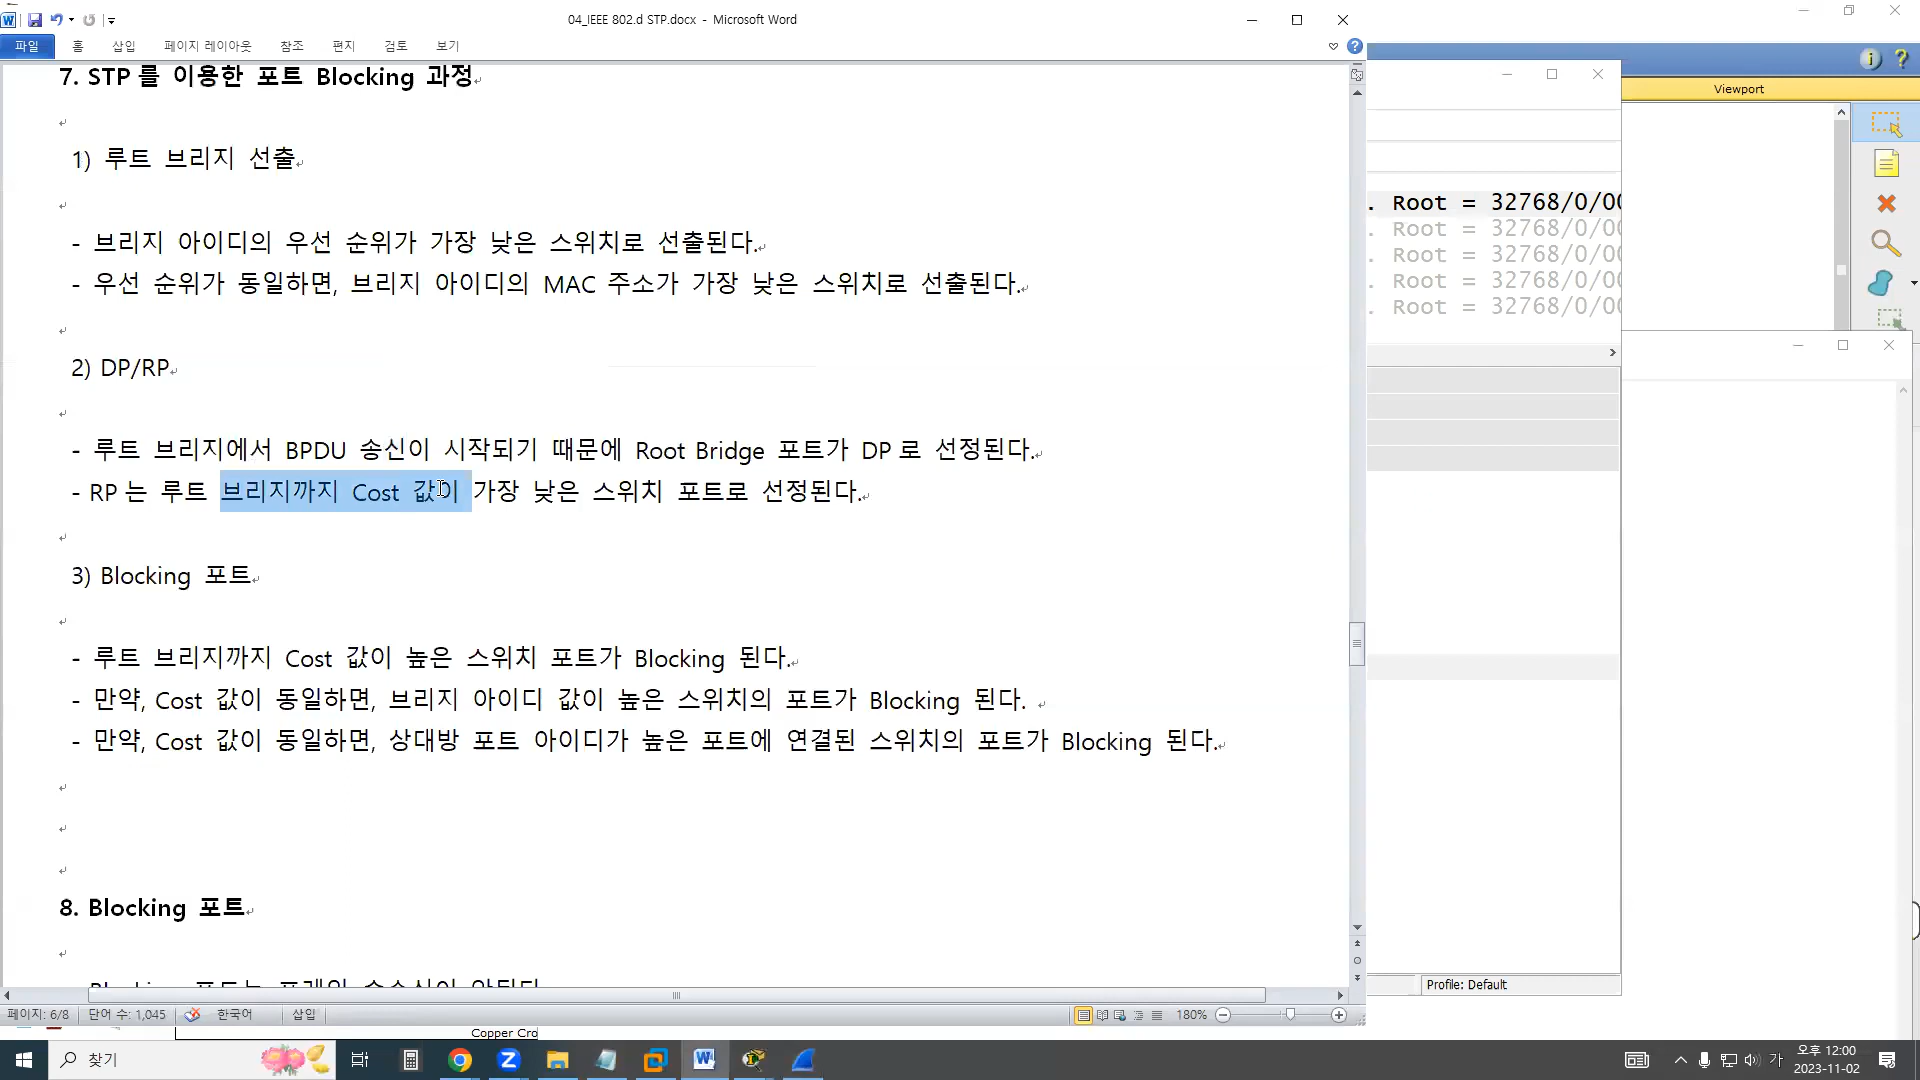 04_IEEE 802.d STP.docx - Microsoft Word
파일 홈 삽입 페이지 레이아웃 참조 편지 검토 보기
7. STP 를 이용한 포트 Blocking 과정
1) 루트 브리지 선출
- 브리지 아이디의 우선 순위가 가장 낮은 스위치로 선출된다.
- 우선 순위가 동일하면, 브리지 아이디의 MAC 주소가 가장 낮은 스위치로 선출된다.
2) DP/RP
- 루트 브리지에서 BPDU 송신이 시작되기 때문에 Root Bridge 포트가 DP 로 선정된다.
- RP 는 루트 브리지까지 Cost 값이 가장 낮은 스위치 포트로 선정된다.
3) Blocking 포트
- 루트 브리지까지 Cost 값이 높은 스위치 포트가 Blocking 된다.
- 만약, Cost 값이 동일하면, 브리지 아이디 값이 높은 스위치의 포트가 Blocking 된다.
- 만약, Cost 값이 동일하면, 상대방 포트 아이디가 높은 포트에 연결된 스위치의 포트가 Blocking 된다.
8. Blocking 포트
페이지: 6/8 단어 수: 1,045 한국어 삽입 180%
Viewport
. Root = 32768/0/00
. Root = 32768/0/00
. Root = 32768/0/00
. Root = 32768/0/00
. Root = 32768/0/00
Profile: Default
Copper Cro
찾기
가
오후 12:00
2023-11-02